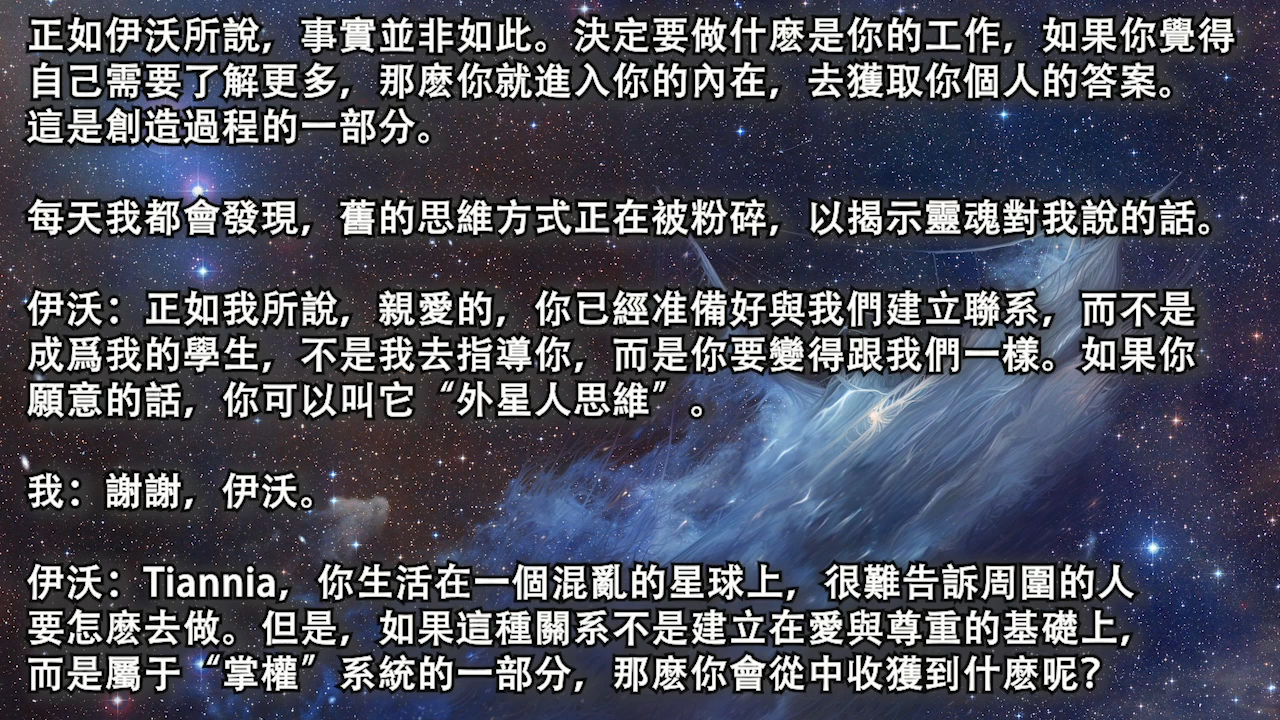 正如伊沃所說，事實並非如此。決定要做什麽是你的工作，如果你覺得
自己需要了解更多，那麽你就進入你的內在，去獲取你個人的答案。
這是創造過程的一部分。
每天我都會發現，舊的思維方式正在被粉碎，以揭示靈魂對我說的話。
伊沃：正如我所說，親愛的，你已經准備好與我們建立聯系，而不是
成爲我的學生，不是我去指導你，而是你要變得跟我們一樣。如果你
願意的話，你可以叫它“外星人思維”。
我：謝謝，伊沃。
伊沃：Tiannia，你生活在一個混亂的星球上，很難告訴周圍的人
要怎麽去做。但是，如果這種關系不是建立在愛與尊重的基礎上，
而是屬于“掌權”系統的一部分，那麽你會從中收獲到什麽呢？